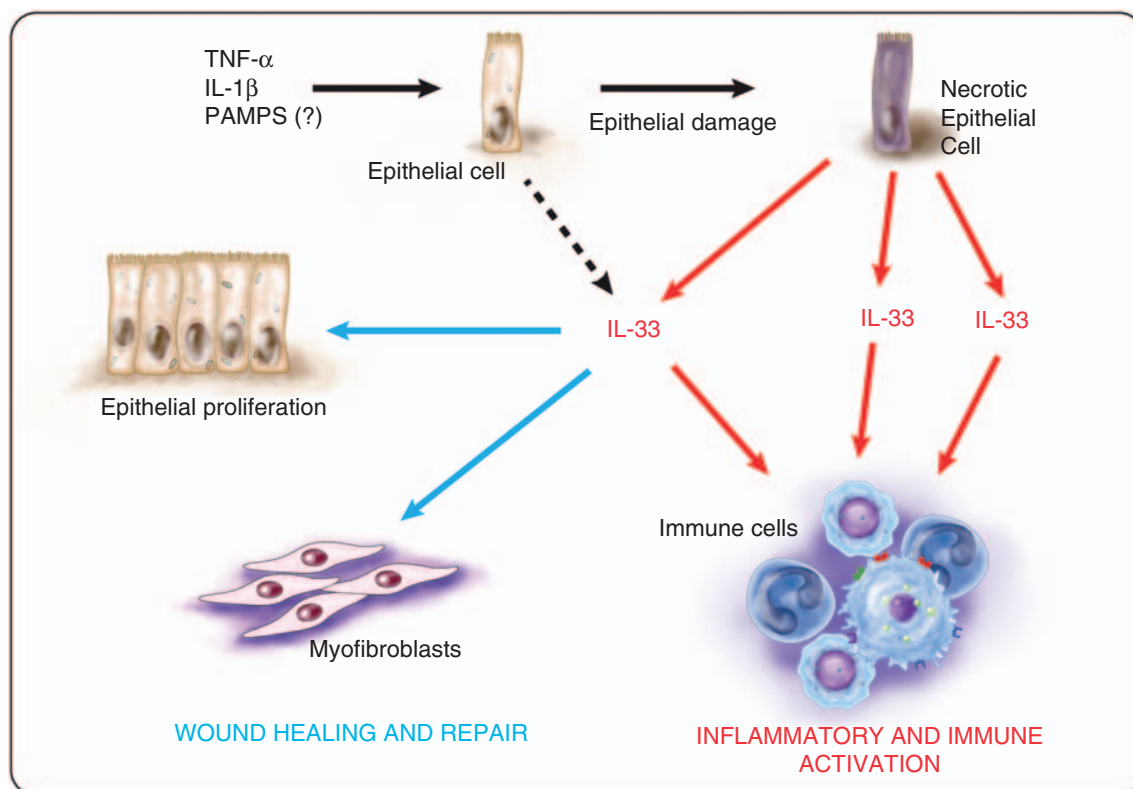 TNF-α
IL-1β
PAMPS (?)
Epithelial cell
Epithelial damage
Necrotic
Epithelial
Cell
IL-33
IL-33
IL-33
Epithelial proliferation
Immune cells
Myofibroblasts
WOUND HEALING AND REPAIR
INFLAMMATORY AND IMMUNE
ACTIVATION